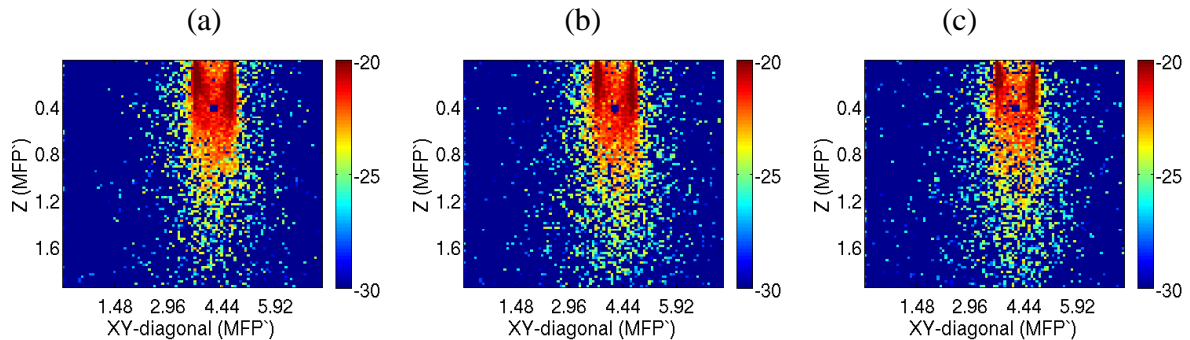 (a) (b) (c)
-20 -20 -20
0.4 0.4 0.4
0.8 0.8 0.8
-25 -25 -25
1.2 1.2 1.2
1.6 1.6 1.6
-30 -30 -30
Z (MFP`) Z (MFP`) Z (MFP`)
1.48 2.96 4.44 5.92 1.48 2.96 4.44 5.92 1.48 2.96 4.44 5.92
XY-diagonal (MFP`) XY-diagonal (MFP`) XY-diagonal (MFP`)